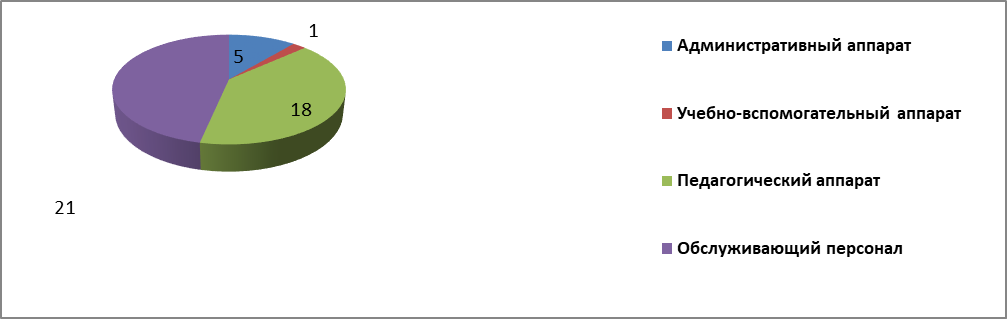 1
5
18
21
Административный аппарат
Учебно-вспомогательный аппарат
Педагогический аппарат
Обслуживающий персонал